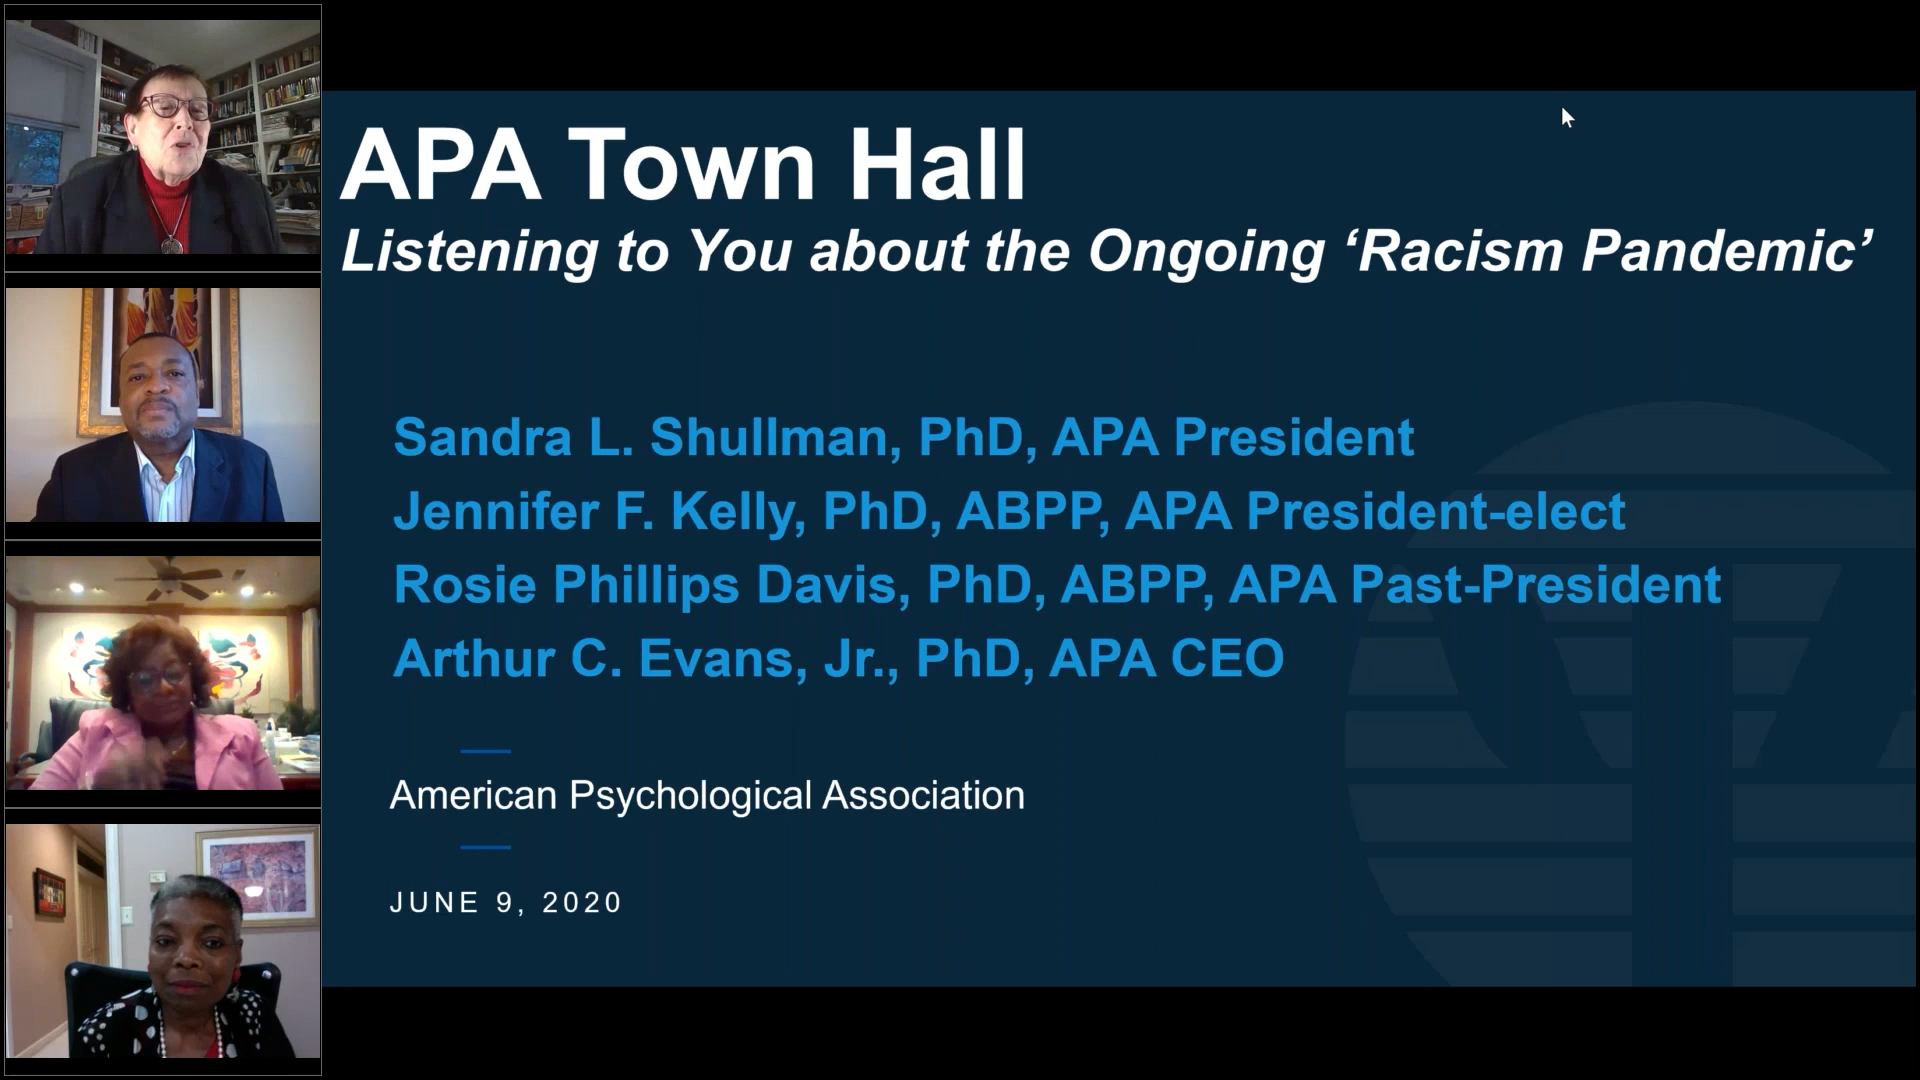 APA Town Hall
Listening to You about the Ongoing ‘Racism Pandemic’
Sandra L. Shullman, PhD, APA President
Jennifer F. Kelly, PhD, ABPP, APA President-elect
Rosie Phillips Davis, PhD, ABPP, APA Past-President
Arthur C. Evans, Jr., PhD, APA CEO
American Psychological Association
JUNE 9, 2020